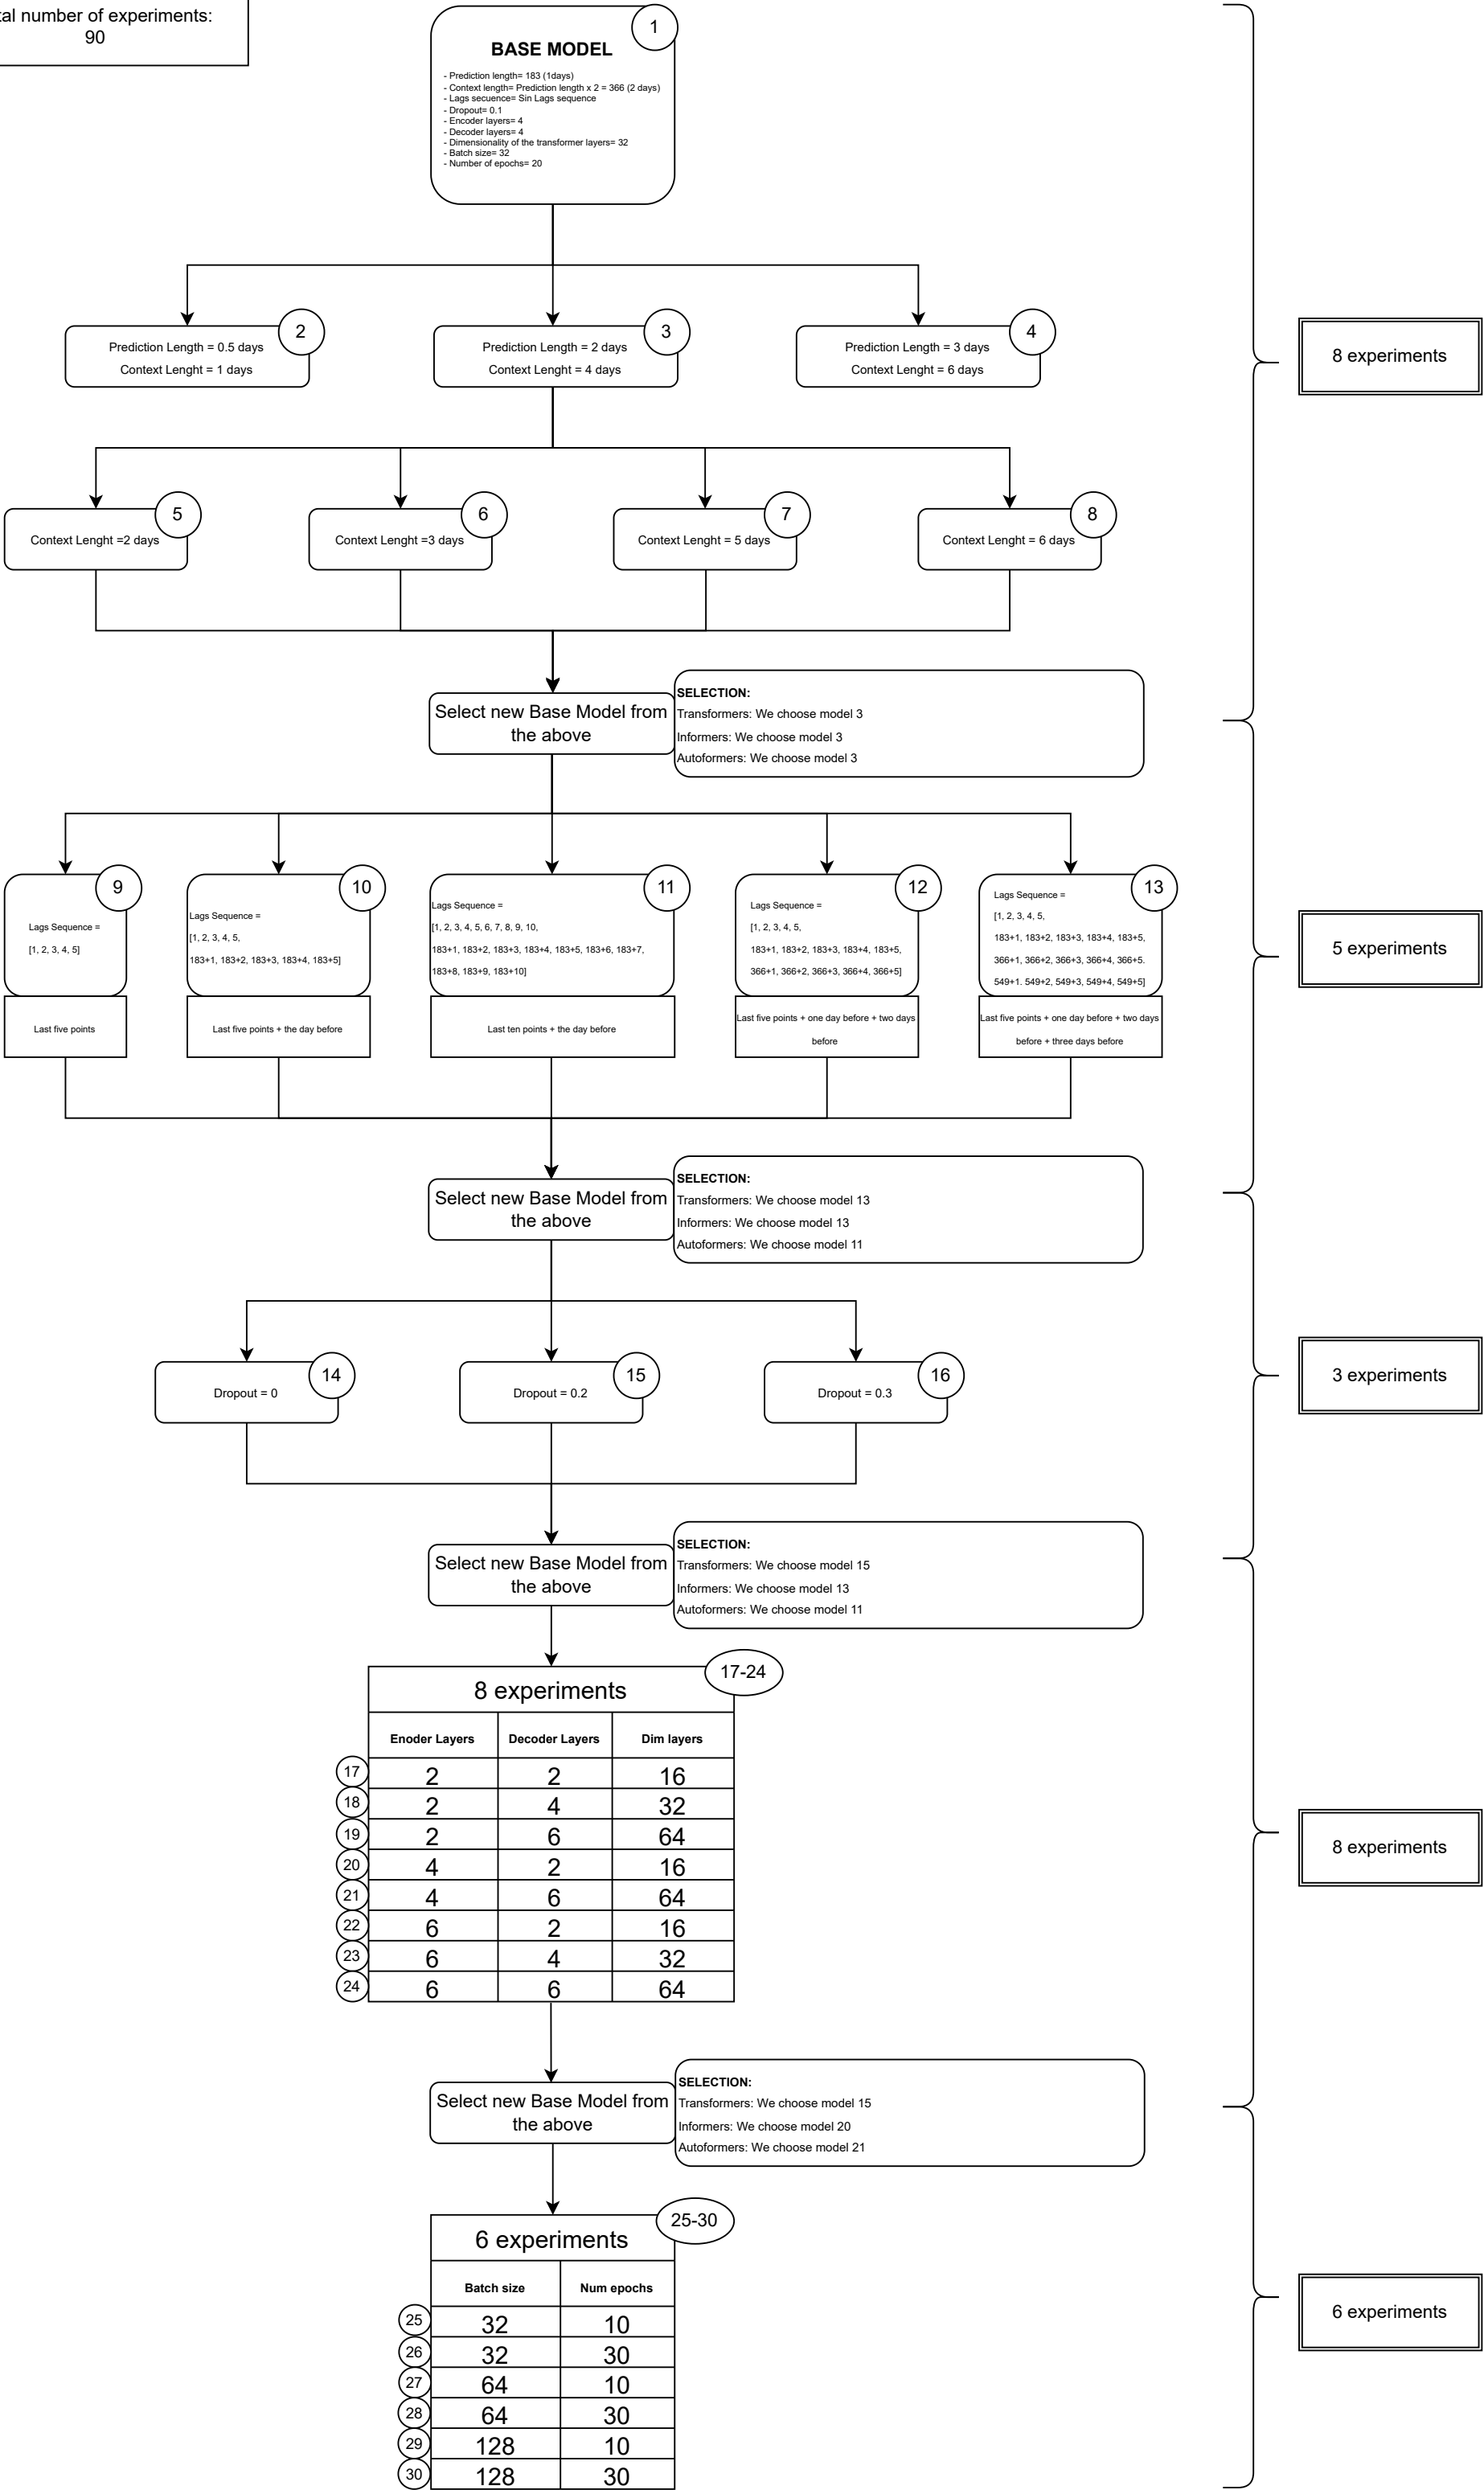 tal number of experiments:
90
1
BASE MODEL
- Prediction length= 183 (1days)
- Context length= Prediction length x 2 = 366 (2 days)
- Lags secuence= Sin Lags sequence
- Dropout= 0.1
- Encoder layers= 4
- Decoder layers= 4
- Dimensionality of the transformer layers= 32
- Batch size= 32
- Number of epochs= 20
2
Prediction Length = 0.5 days
Context Lenght = 1 days
3
Prediction Length = 2 days
Context Lenght = 4 days
4
Prediction Length = 3 days
Context Lenght = 6 days
8 experiments
5
Context Lenght =2 days
6
Context Lenght =3 days
7
Context Lenght = 5 days
8
Context Lenght = 6 days
Select new Base Model from
the above
SELECTION:
Transformers: We choose model 3
Informers: We choose model 3
Autoformers: We choose model 3
9
Lags Sequence =
[1, 2, 3, 4, 5]
Last five points
10
Lags Sequence =
[1, 2, 3, 4, 5,
183+1, 183+2, 183+3, 183+4, 183+5]
Last five points + the day before
11
Lags Sequence =
[1, 2, 3, 4, 5, 6, 7, 8, 9, 10,
183+1, 183+2, 183+3, 183+4, 183+5, 183+6, 183+7,
183+8, 183+9, 183+10]
Last ten points + the day before
12
Lags Sequence =
[1, 2, 3, 4, 5,
183+1, 183+2, 183+3, 183+4, 183+5,
366+1, 366+2, 366+3, 366+4, 366+5]
Last five points + one day before + two days
before
13
Lags Sequence =
[1, 2, 3, 4, 5,
183+1, 183+2, 183+3, 183+4, 183+5,
366+1, 366+2, 366+3, 366+4, 366+5.
549+1. 549+2, 549+3, 549+4, 549+5]
Last five points + one day before + two days
before + three days before
5 experiments
Select new Base Model from
the above
SELECTION:
Transformers: We choose model 13
Informers: We choose model 13
Autoformers: We choose model 11
14
Dropout = 0
15
Dropout = 0.2
16
Dropout = 0.3
3 experiments
Select new Base Model from
the above
SELECTION:
Transformers: We choose model 15
Informers: We choose model 13
Autoformers: We choose model 11
17-24
8 experiments
Enoder Layers Decoder Layers Dim layers
17 2 2 16
18 2 4 32
19 2 6 64
20 4 2 16
21 4 6 64
22 6 2 16
23 6 4 32
24 6 6 64
8 experiments
Select new Base Model from
the above
SELECTION:
Transformers: We choose model 15
Informers: We choose model 20
Autoformers: We choose model 21
25-30
6 experiments
Batch size Num epochs
25 32 10
26 32 30
27 64 10
28 64 30
29 128 10
30 128 30
6 experiments